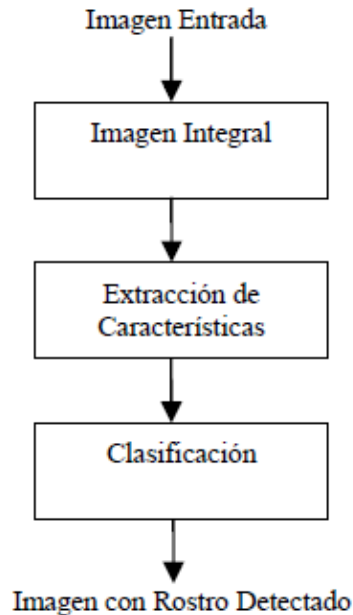 Imagen Entrada
Imagen Integral
Extracción de
Características
Clasificación
Imagen con Rostro Detectado